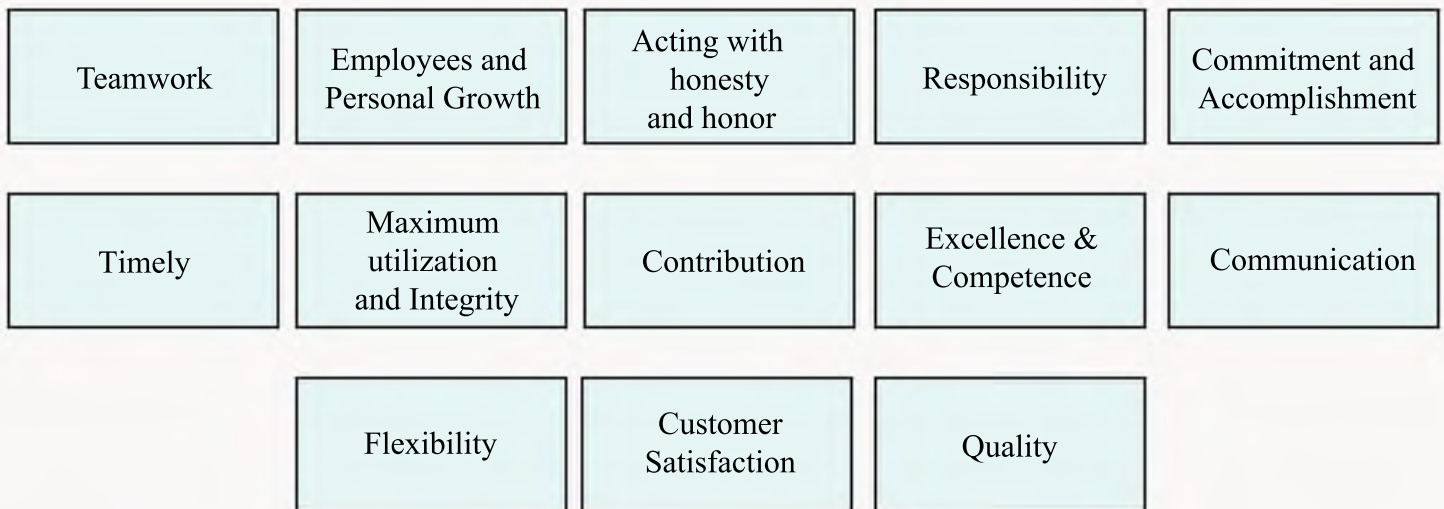 Teamwork
Employees and
Personal Growth
Acting with
honesty
and honor
Responsibility
Commitment and
Accomplishment
Timely
Maximum
utilization
and Integrity
Contribution
Excellence &
Competence
Communication
Flexibility
Customer
Satisfaction
Quality